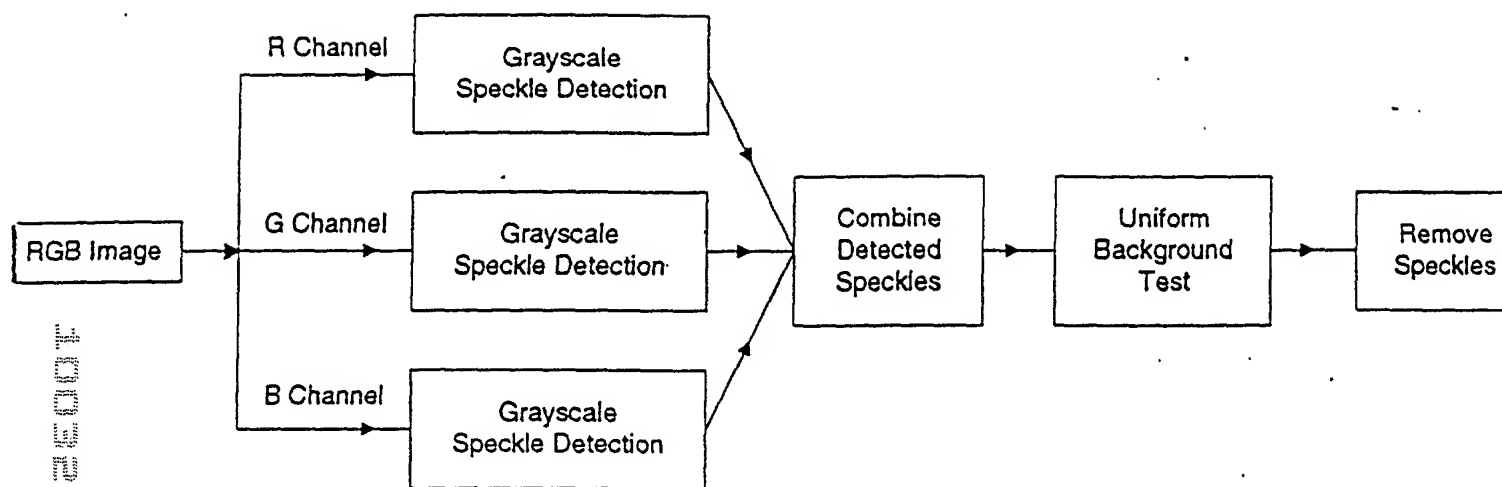 R Channel
Grayscale
Speckle Detection
RGB Image
G Channel
Grayscale
Speckle Detection
Combine
Detected
Speckles
Uniform
Background
Test
Remove
Speckles
B Channel
Grayscale
Speckle Detection
10032